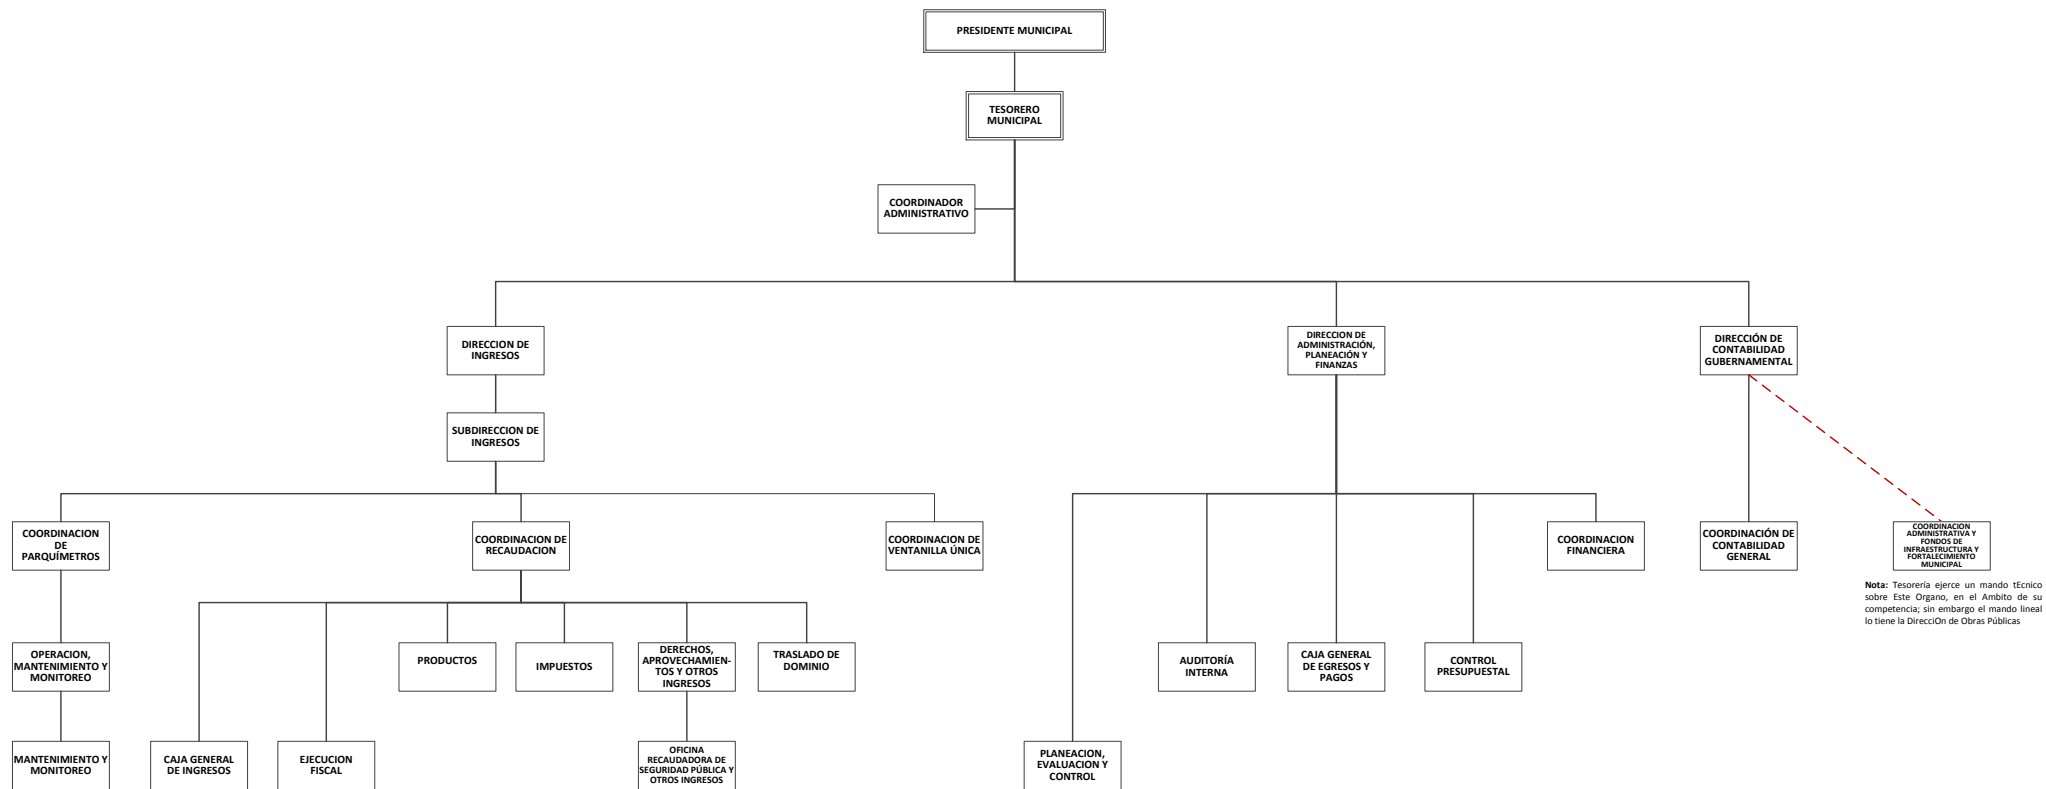 PRESIDENTE MUNICIPAL
TESORERO
MUNICIPAL
COORDINADOR
ADMINISTRATIVO
DIRECCION DE
INGRESOS
DIRECCION DE
ADMINISTRACIÓN,
PLANEACIÓN Y
FINANZAS
DIRECCIÓN DE
CONTABILIDAD
GUBERNAMENTAL
SUBDIRECCION DE
INGRESOS
COORDINACION
DE
PARQUÍMETROS
COORDINACION DE
RECAUDACION
COORDINACION DE
VENTANILLA ÚNICA
COORDINACION
FINANCIERA
COORDINACIÓN DE
CONTABILIDAD
GENERAL
COORDINACION
ADMINISTRATIVA Y
FONDOS DE
INFRAESTRUCTURA Y
FORTALECIMIENTO
MUNICIPAL
Nota: Tesorería ejerce un mando tEcnico
sobre Este Organo, en el Ambito de su
competencia; sin embargo el mando lineal
lo tiene la DirecciOn de Obras Públicas
OPERACION,
MANTENIMIENTO Y
MONITOREO
PRODUCTOS
IMPUESTOS
DERECHOS,
APROVECHAMIEN-
TOS Y OTROS
INGRESOS
TRASLADO DE
DOMINIO
AUDITORÍA
INTERNA
CAJA GENERAL
DE EGRESOS Y
PAGOS
CONTROL
PRESUPUESTAL
MANTENIMIENTO Y
MONITOREO
CAJA GENERAL
DE INGRESOS
EJECUCION
FISCAL
OFICINA
RECAUDADORA DE
SEGURIDAD PÚBLICA Y
OTROS INGRESOS
PLANEACION,
EVALUACION Y
CONTROL